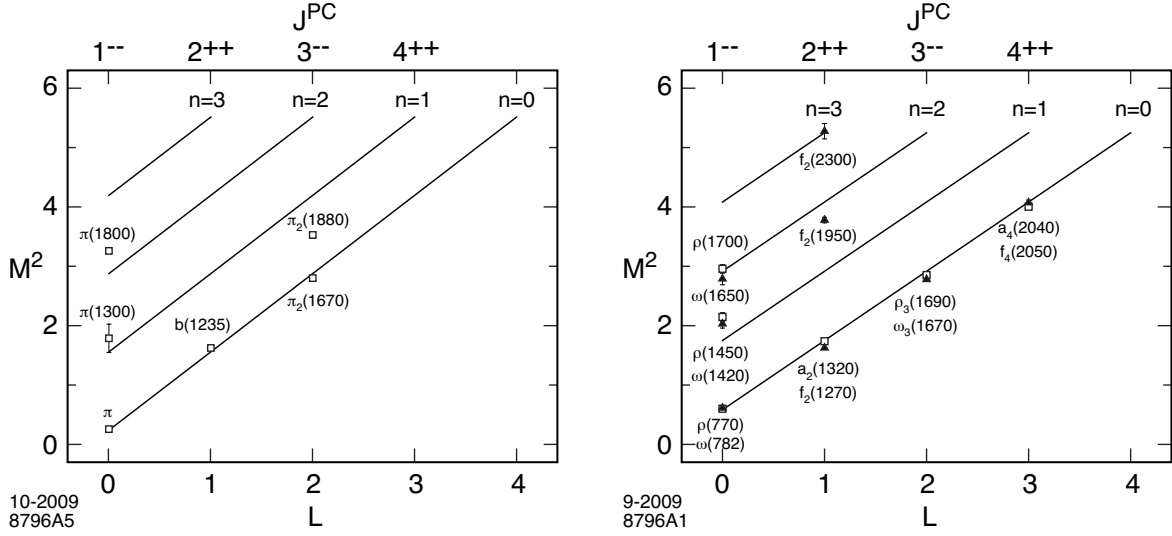 J^PC
1-- 2++ 3-- 4++
6
n=3 n=2 n=1 n=0
4
π(1800)
π₂(1880)
M²
π(1300)
π₂(1670)
b(1235)
2
π
0
0 1 2 3 4
L
10-2009
8796A5
J^PC
1-- 2++ 3-- 4++
6
n=3 n=2 n=1 n=0
f₂(2300)
4
ρ(1700)
f₂(1950)
a₄(2040)
f₄(2050)
M²
ω(1650)
ρ₃(1690)
ω₃(1670)
2
ρ(1450)
ω(1420)
a₂(1320)
f₂(1270)
ρ(770)
ω(782)
0
0 1 2 3 4
L
9-2009
8796A1